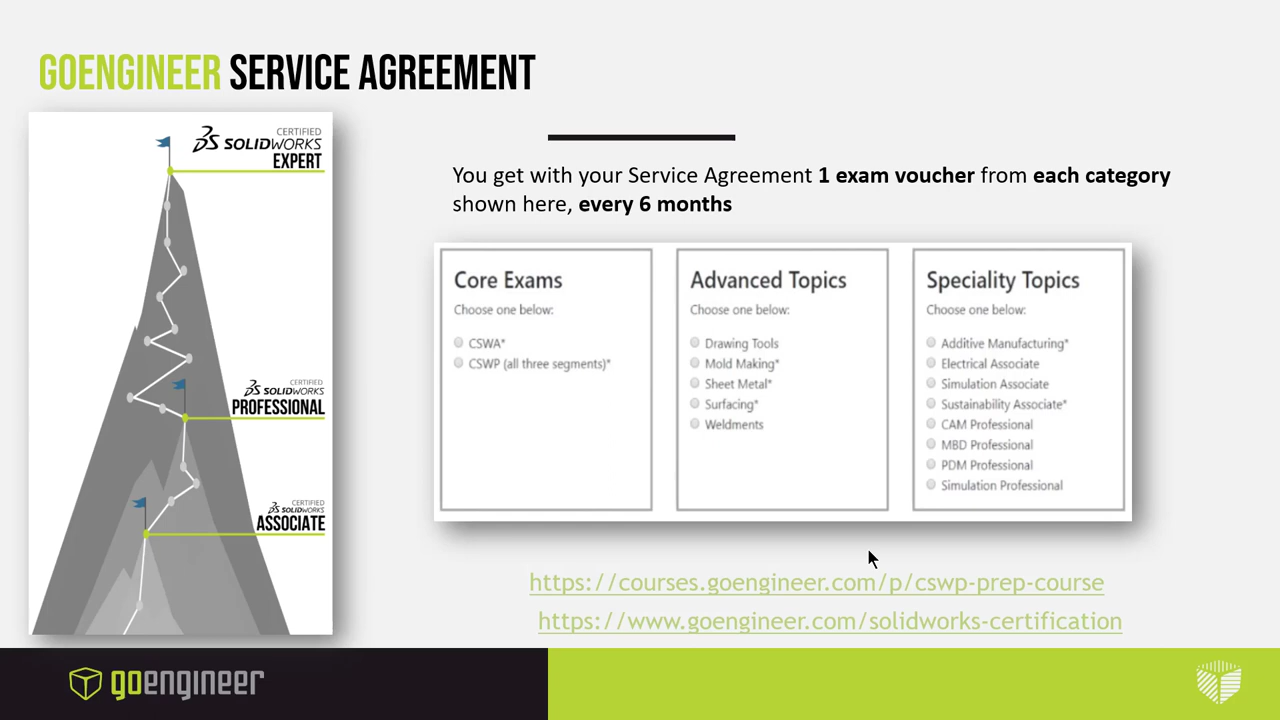 GOENGINEER SERVICE AGREEMENT
CERTIFIED
SOLIDWORKS
EXPERT
CERTIFIED
SOLIDWORKS
PROFESSIONAL
CERTIFIED
SOLIDWORKS
ASSOCIATE
You get with your Service Agreement 1 exam voucher from each category
shown here, every 6 months
Core Exams
Choose one below:
CSWA*
CSWP (all three segments)*
Advanced Topics
Choose one below:
Drawing Tools
Mold Making*
Sheet Metal*
Surfacing*
Weldments
Speciality Topics
Choose one below:
Additive Manufacturing*
Electrical Associate
Simulation Associate
Sustainability Associate*
CAM Professional
MBD Professional
PDM Professional
Simulation Professional
https://courses.goengineer.com/p/cswp-prep-course
https://www.goengineer.com/solidworks-certification
goengineer